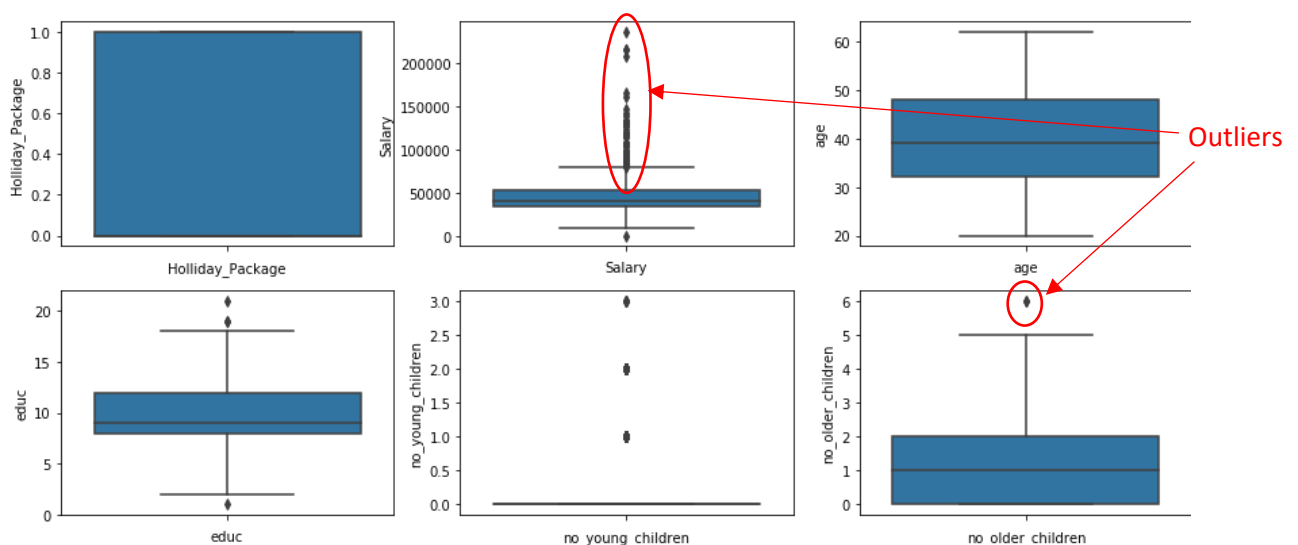 Holliday_Package
1.0
0.8
0.6
0.4
0.2
0.0
Holliday_Package
Salary
200000
150000
100000
50000
0
Salary
age
60
50
40
30
20
age
Outliers
educ
20
15
10
5
0
educ
no_young_children
3.0
2.5
2.0
1.5
1.0
0.5
0.0
no_young_children
no_older_children
6
5
4
3
2
1
0
no_older_children